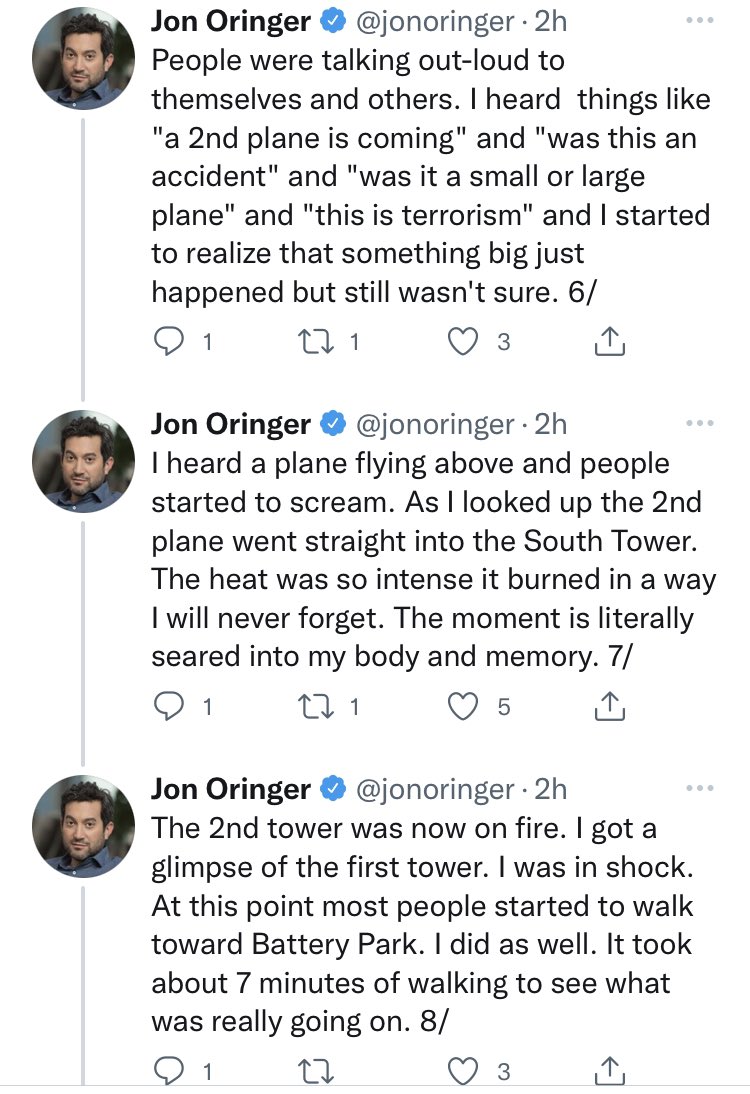 Jon Oringer @jonoringer · 2h
People were talking out-loud to
themselves and others. I heard  things like
"a 2nd plane is coming" and "was this an
accident" and "was it a small or large
plane" and "this is terrorism" and I started
to realize that something big just
happened but still wasn't sure. 6/
1 1 3
Jon Oringer @jonoringer · 2h
I heard a plane flying above and people
started to scream. As I looked up the 2nd
plane went straight into the South Tower.
The heat was so intense it burned in a way
I will never forget. The moment is literally
seared into my body and memory. 7/
1 1 5
Jon Oringer @jonoringer · 2h
The 2nd tower was now on fire. I got a
glimpse of the first tower. I was in shock.
At this point most people started to walk
toward Battery Park. I did as well. It took
about 7 minutes of walking to see what
was really going on. 8/
1 3